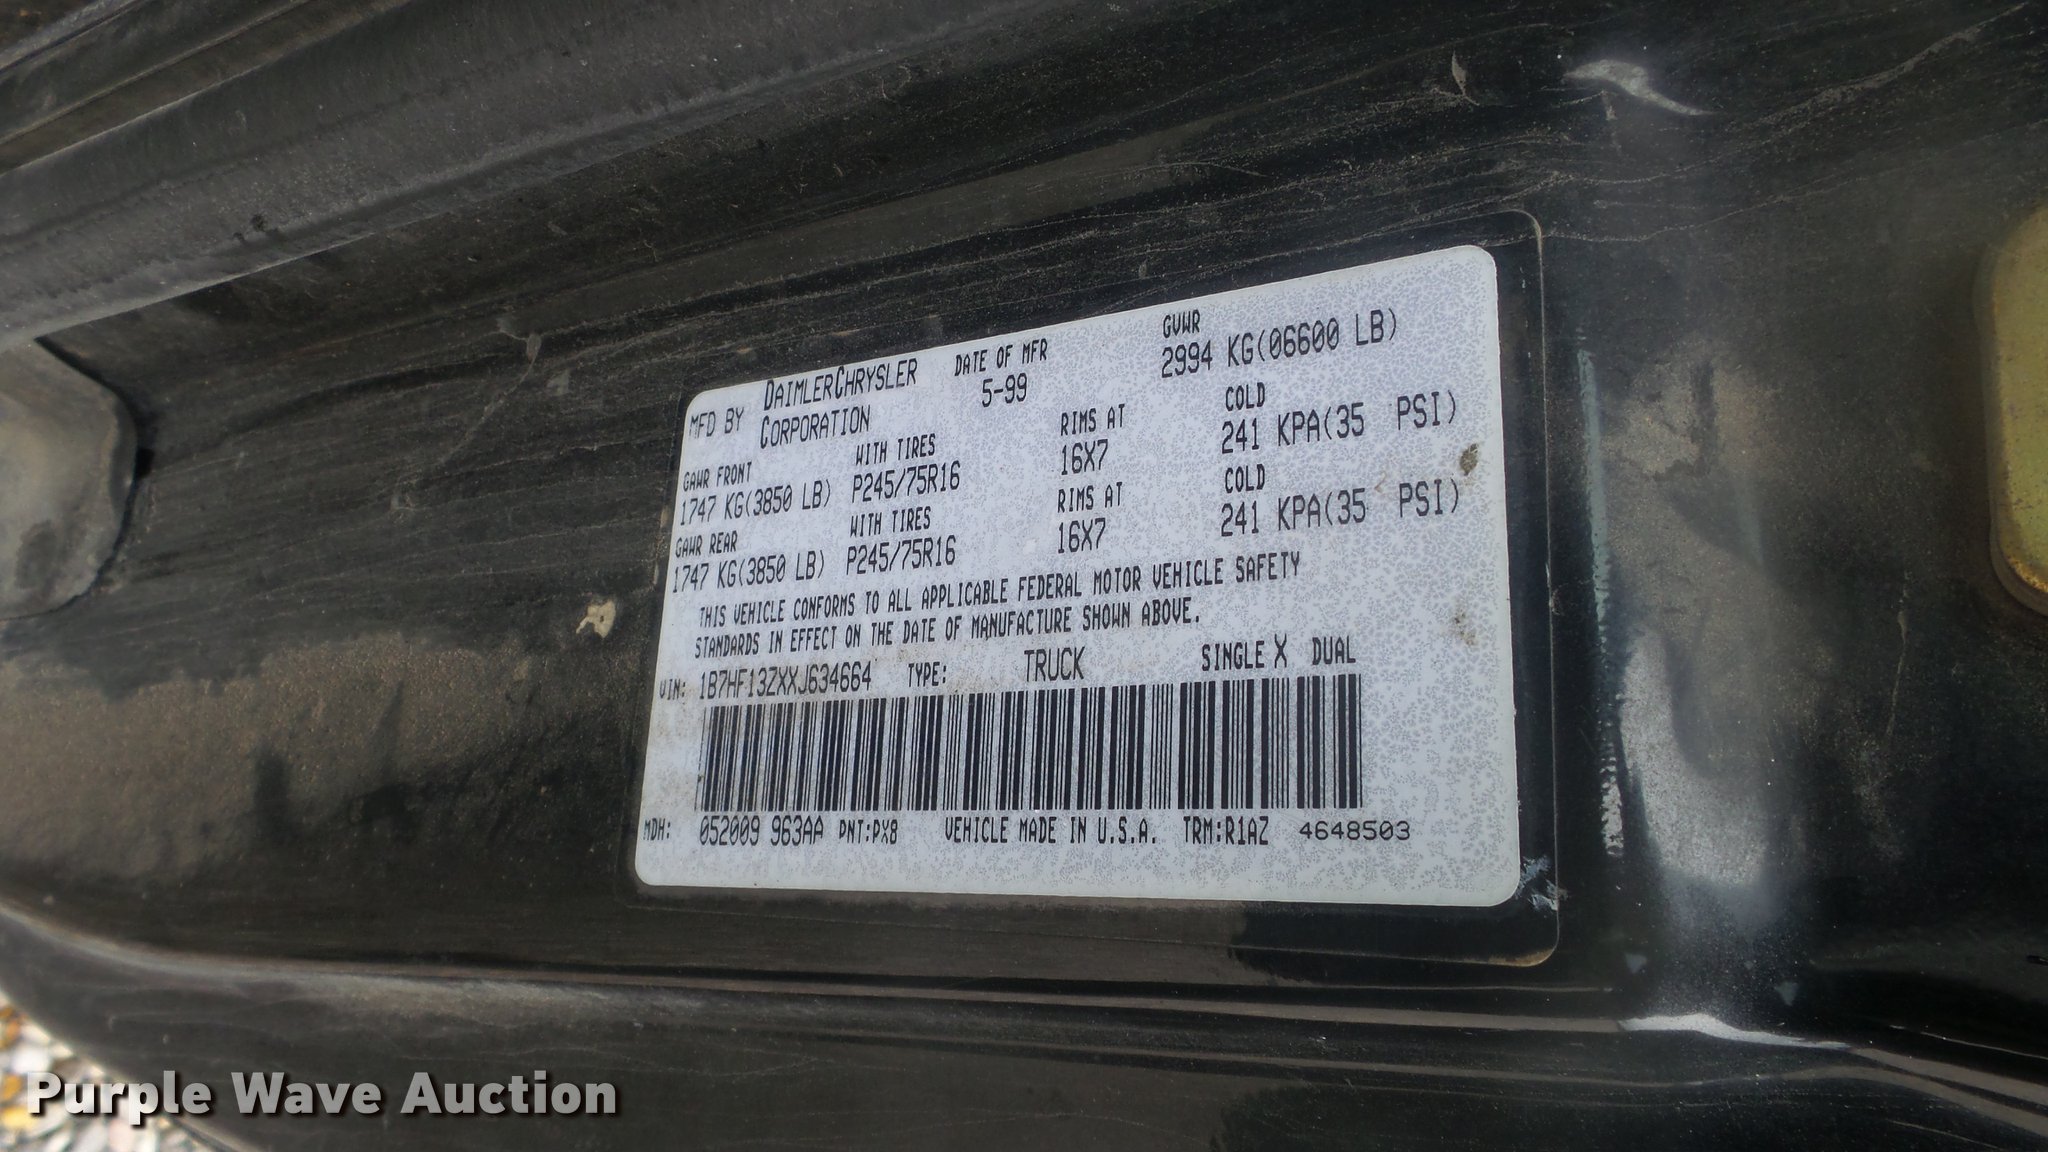 MFD BY DAIMLERCHRYSLER CORPORATION DATE OF MFR 5-99 GVWR 2994 KG(06600 LB)
GAWR FRONT WITH TIRES RIMS AT COLD
1747 KG(3850 LB) P245/75R16 16X7 241 KPA(35 PSI)
GAWR REAR WITH TIRES RIMS AT COLD
1747 KG(3850 LB) P245/75R16 16X7 241 KPA(35 PSI)
THIS VEHICLE CONFORMS TO ALL APPLICABLE FEDERAL MOTOR VEHICLE SAFETY
STANDARDS IN EFFECT ON THE DATE OF MANUFACTURE SHOWN ABOVE.
VIN: 1B7HF13ZXXJ634664 TYPE: TRUCK SINGLE X DUAL
MDH: 052009 963AA PNT:PX8 VEHICLE MADE IN U.S.A. TRM:R1AZ 4648503
Purple Wave Auction